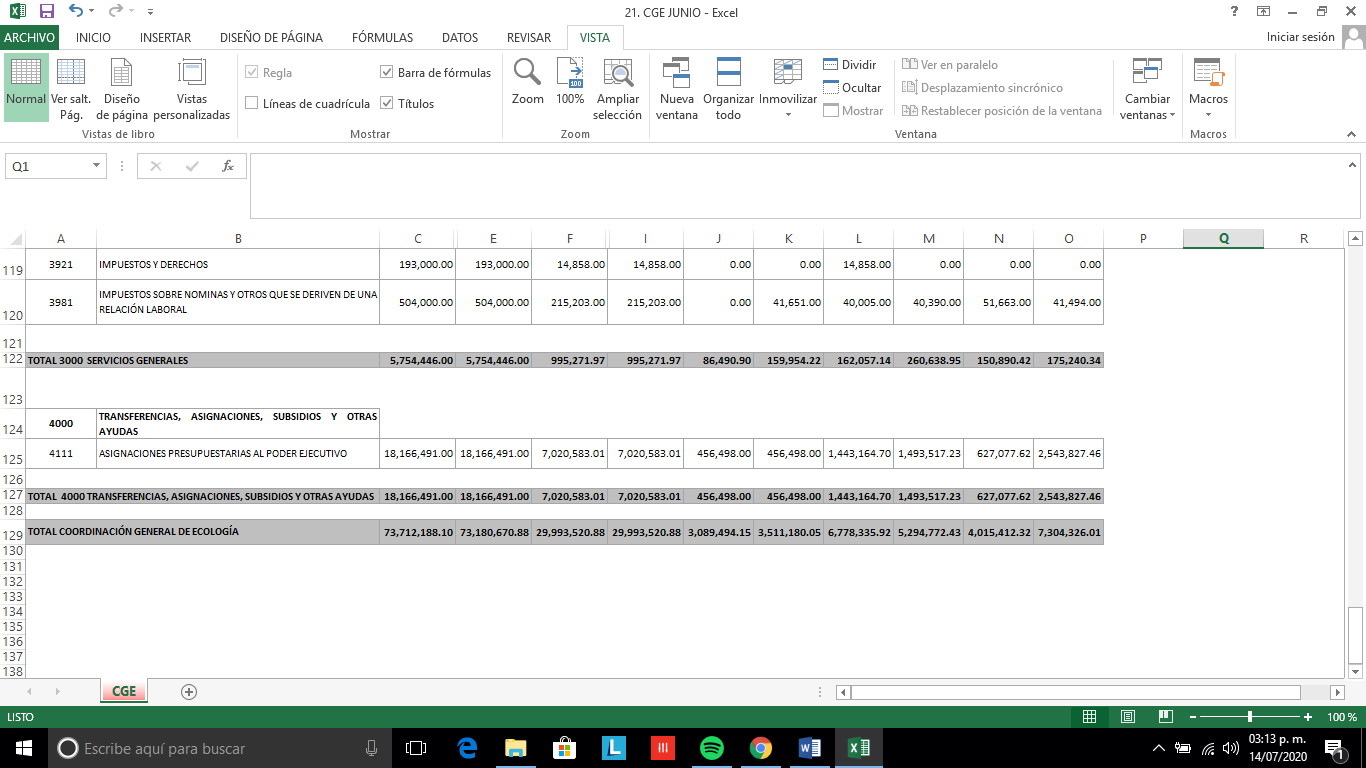 21. CGE JUNIO - Excel
?
ARCHIVO INICIO INSERTAR DISEÑO DE PÁGINA FÓRMULAS DATOS REVISAR VISTA Iniciar sesión
Normal Ver salt. Pág. Diseño de página Vistas personalizadas
Vistas de libro
Regla Barra de fórmulas
Líneas de cuadrícula Títulos
Mostrar
Zoom 100% Ampliar selección
100
Zoom
Nueva ventana Organizar todo Inmovilizar
Dividir Ver en paralelo
Ocultar Desplazamiento sincrónico
Mostrar Restablecer posición de la ventana
Ventana
Cambiar ventanas
Macros
Macros
Q1 fx
A B C E F I J K L M N O P Q R
119 3921 IMPUESTOS Y DERECHOS 193,000.00 193,000.00 14,858.00 14,858.00 0.00 0.00 14,858.00 0.00 0.00 0.00
120 3981 IMPUESTOS SOBRE NOMINAS Y OTROS QUE SE DERIVEN DE UNA RELACIÓN LABORAL 504,000.00 504,000.00 215,203.00 215,203.00 0.00 41,651.00 40,005.00 40,390.00 51,663.00 41,494.00
121
122 TOTAL 3000 SERVICIOS GENERALES 5,754,446.00 5,754,446.00 995,271.97 995,271.97 86,490.90 159,954.22 162,057.14 260,638.95 150,890.42 175,240.34
123
124 4000 TRANSFERENCIAS, ASIGNACIONES, SUBSIDIOS Y OTRAS AYUDAS
125 4111 ASIGNACIONES PRESUPUESTARIAS AL PODER EJECUTIVO 18,166,491.00 18,166,491.00 7,020,583.01 7,020,583.01 456,498.00 456,498.00 1,443,164.70 1,493,517.23 627,077.62 2,543,827.46
126
127 TOTAL 4000 TRANSFERENCIAS, ASIGNACIONES, SUBSIDIOS Y OTRAS AYUDAS 18,166,491.00 18,166,491.00 7,020,583.01 7,020,583.01 456,498.00 456,498.00 1,443,164.70 1,493,517.23 627,077.62 2,543,827.46
128
129 TOTAL COORDINACIÓN GENERAL DE ECOLOGÍA 73,712,188.10 73,180,670.88 29,993,520.88 29,993,520.88 3,089,494.15 3,511,180.05 6,778,335.92 5,294,772.43 4,015,412.32 7,304,326.01
130
131
132
133
134
135
136
137
138
CGE
LISTO 100 %
Escribe aquí para buscar
03:13 p. m.
14/07/2020
1